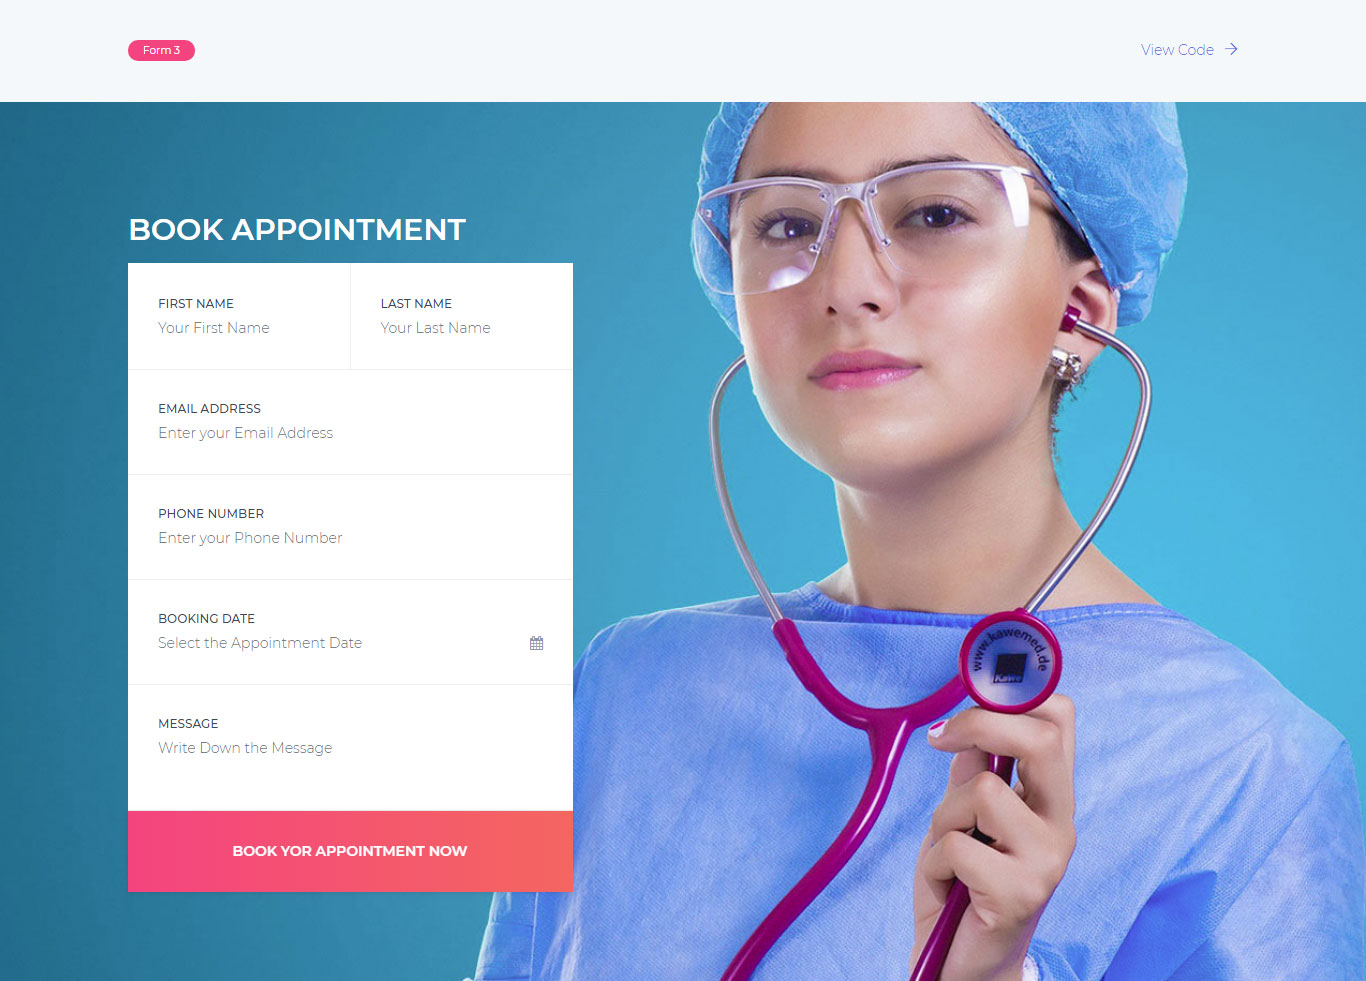 Form 3
View Code
BOOK APPOINTMENT
FIRST NAME
Your First Name
LAST NAME
Your Last Name
EMAIL ADDRESS
Enter your Email Address
PHONE NUMBER
Enter your Phone Number
BOOKING DATE
Select the Appointment Date
MESSAGE
Write Down the Message
BOOK YOR APPOINTMENT NOW
www.kawemed.de